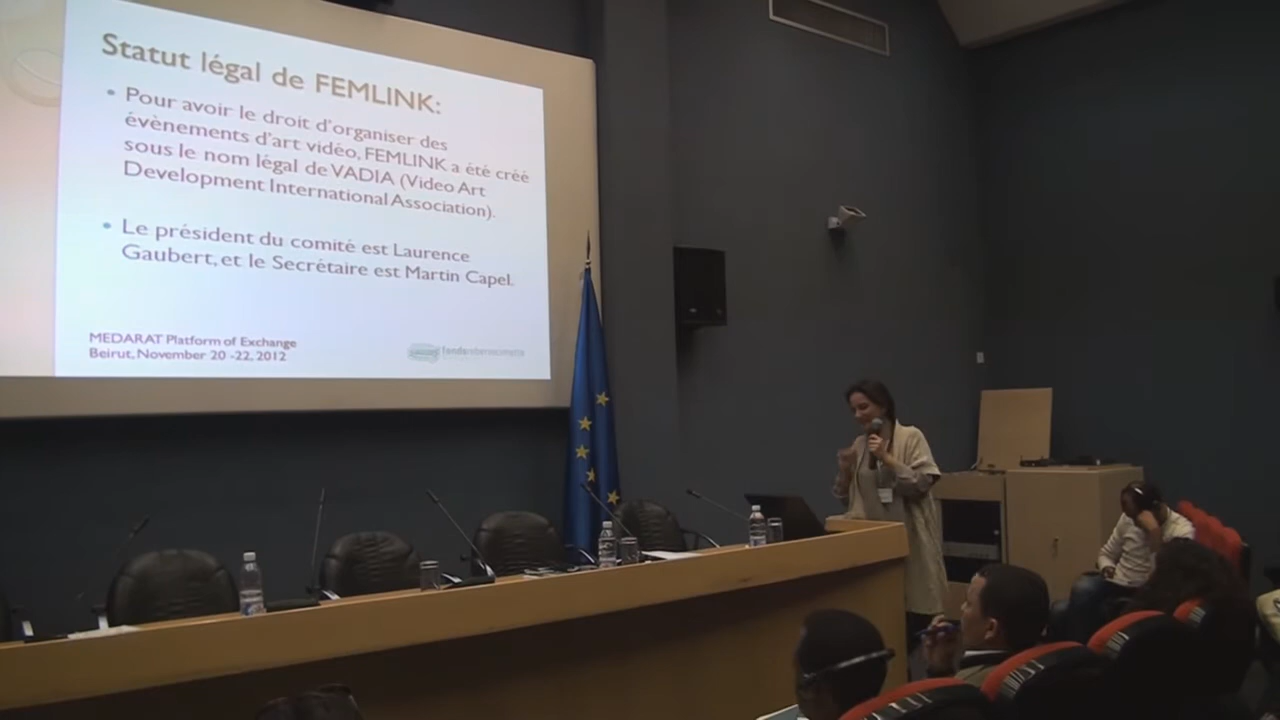 Statut légal de FEMLINK:
• Pour avoir le droit d'organiser des
évènements d'art vidéo, FEMLINK a été créé
sous le nom légal de VADIA (Video Art
Development International Association).
• Le président du comité est Laurence
Gaubert, et le Secrétaire est Martin Capel.
MEDARAT Platform of Exchange
Beirut, November 20 -22, 2012